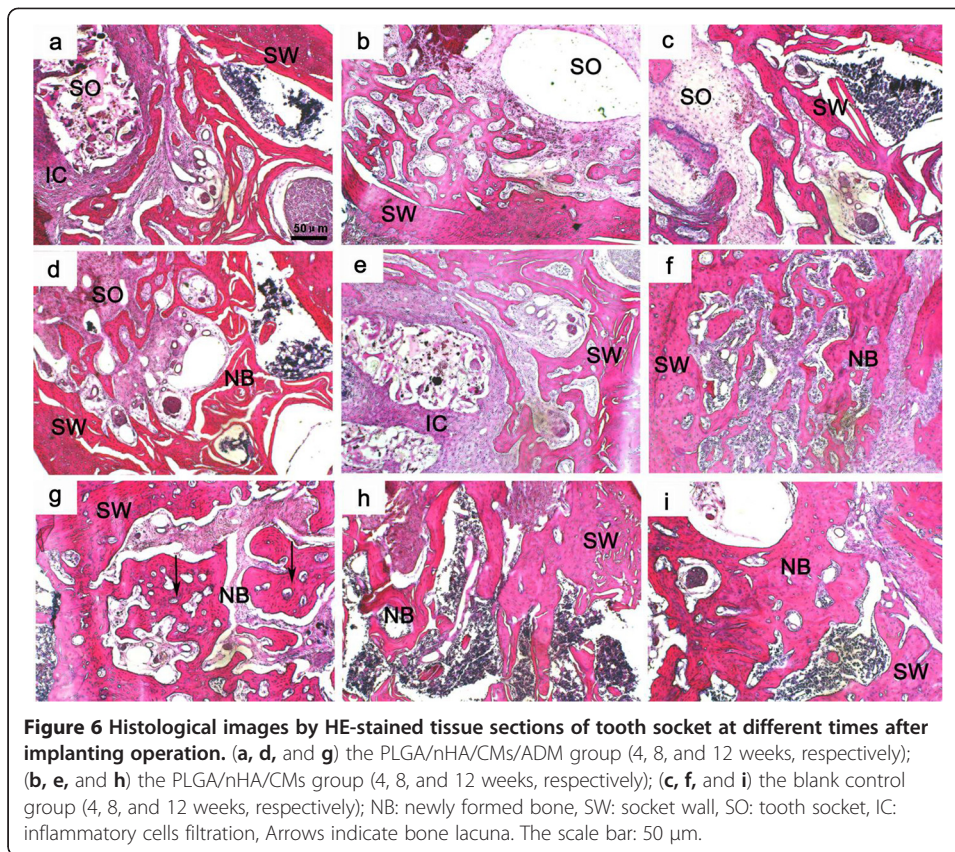 a
SW
SO
IC
50 μm
b
SO
SW
c
SO
SW
d
SO
NB
SW
e
SW
IC
f
SW
NB
g
SW
NB
h
SW
NB
i
NB
SW
Figure 6 Histological images by HE-stained tissue sections of tooth socket at different times after
implanting operation. (a, d, and g) the PLGA/nHA/CMs/ADM group (4, 8, and 12 weeks, respectively);
(b, e, and h) the PLGA/nHA/CMs group (4, 8, and 12 weeks, respectively); (c, f, and i) the blank control
group (4, 8, and 12 weeks, respectively); NB: newly formed bone, SW: socket wall, SO: tooth socket, IC:
inflammatory cells filtration, Arrows indicate bone lacuna. The scale bar: 50 μm.